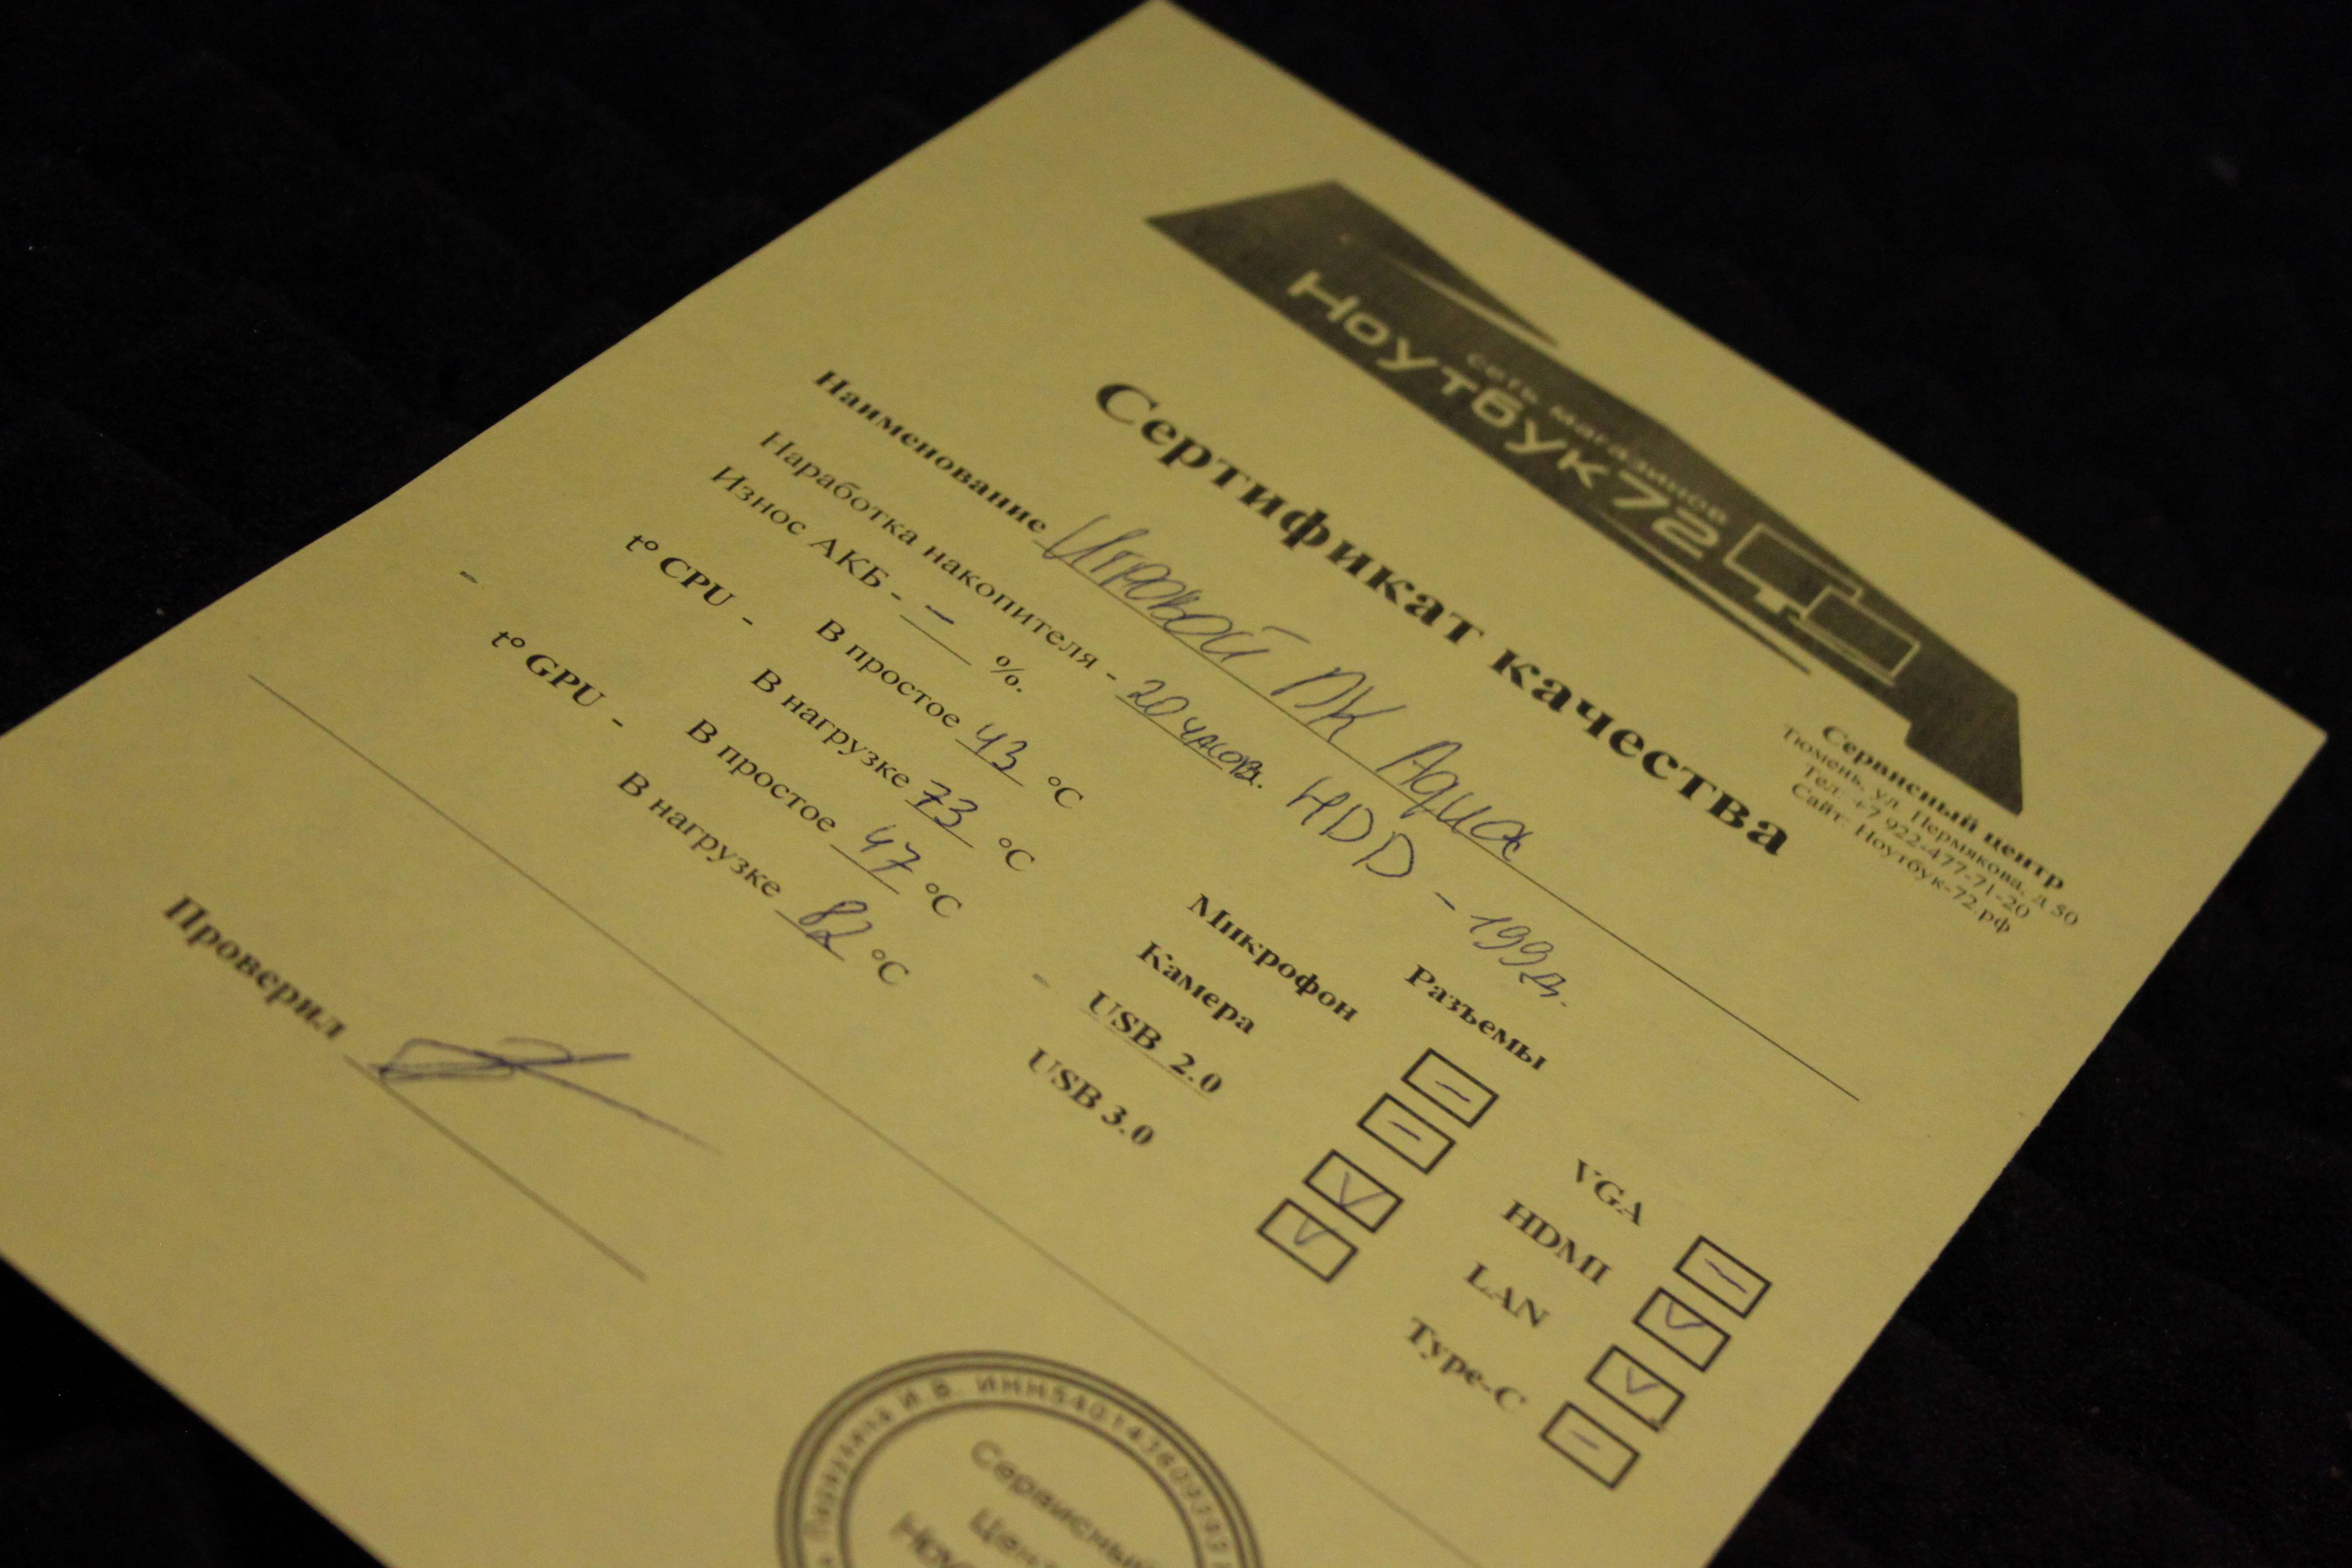 сеть магазинов
Ноутбук72
Сервисный центр
Тюмень, ул. Пермякова, д 50
Тел: +7 922-477-71-20
Сайт: Ноутбук-72.рф
Сертификат качества
Наименование Игровой ПК Aqua
Наработка накопителя - 20 часов. HDD - 199д.
Износ АКБ - — %.
t° CPU - В простое 43 °C
В нагрузке 73 °C
t° GPU - В простое 47 °C
В нагрузке 82 °C
Разъемы
Микрофон
Камера
USB 2.0
USB 3.0
VGA
HDMI
LAN
Type-C
Проверил
И В. ИНН
Сервисный